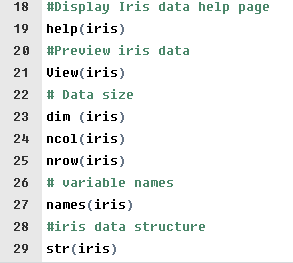 18 #Display Iris data help page
19 help(iris)
20 #Preview iris data
21 View(iris)
22 # Data size
23 dim (iris)
24 ncol(iris)
25 nrow(iris)
26 # variable names
27 names(iris)
28 #iris data structure
29 str(iris)